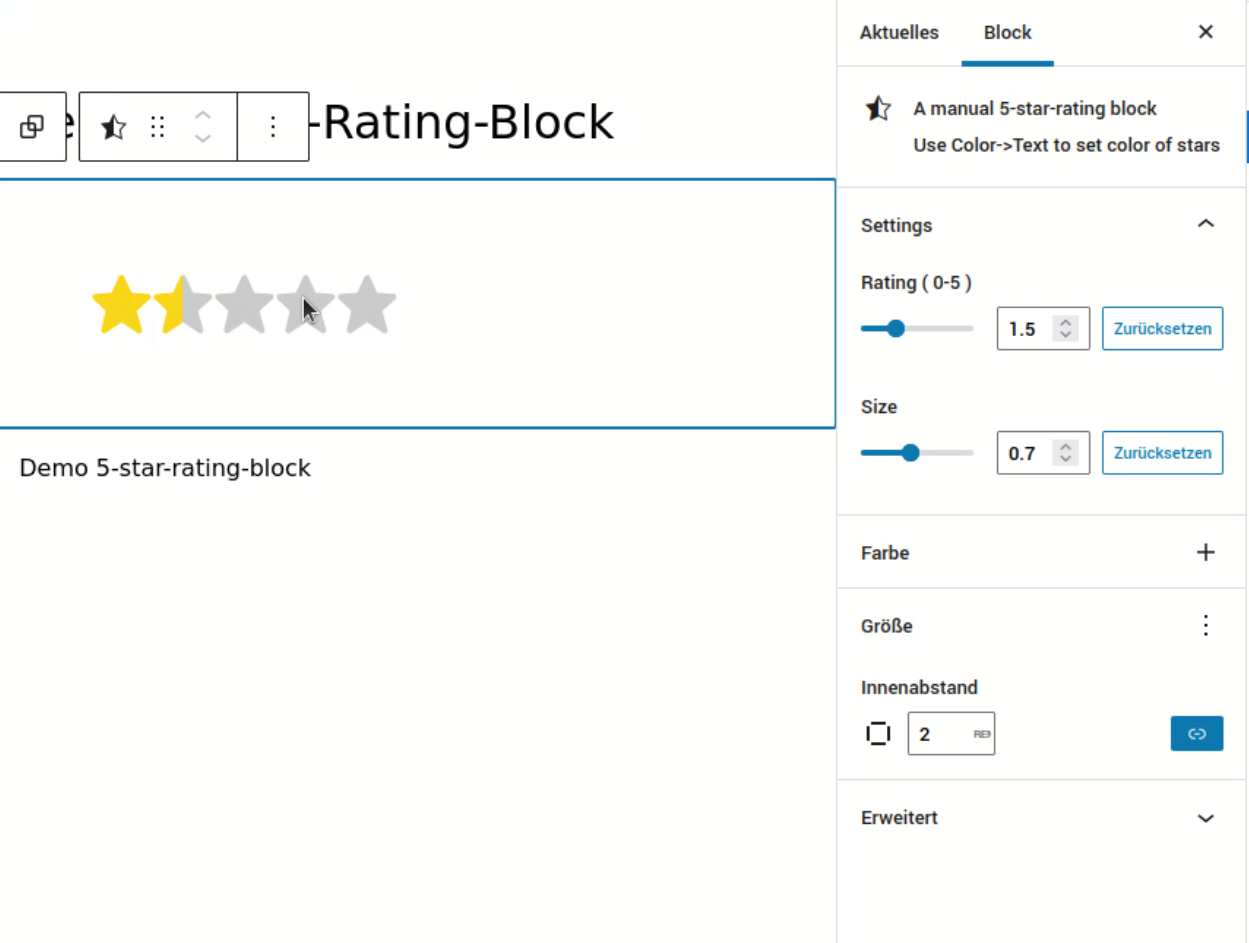 Aktuelles
Block
-Rating-Block
A manual 5-star-rating block
Use Color->Text to set color of stars
Settings
Rating ( 0-5 )
1.5
Zurücksetzen
Size
0.7
Zurücksetzen
Demo 5-star-rating-block
Farbe
Größe
Innenabstand
2
Erweitert